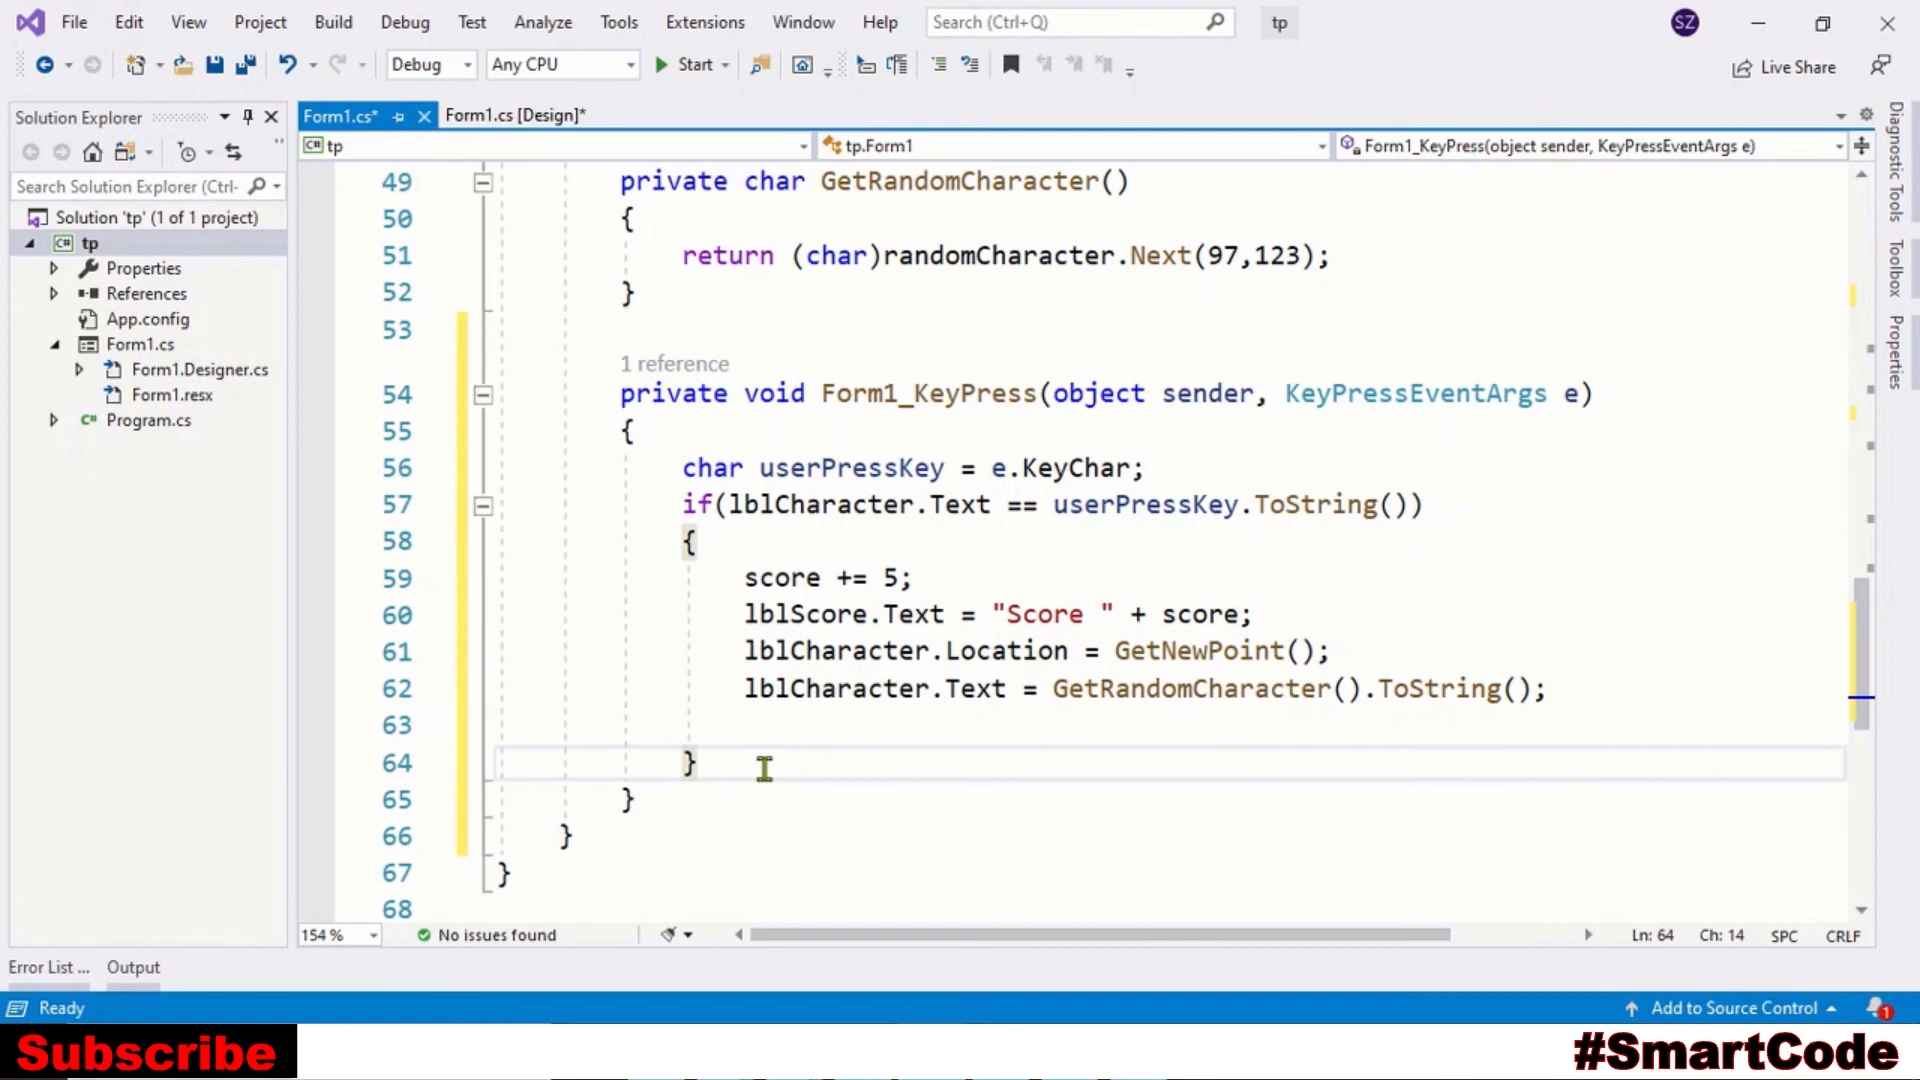 File Edit View Project Build Debug Test Analyze Tools Extensions Window Help Search (Ctrl+Q) tp SZ
Debug Any CPU Start Live Share
Solution Explorer
Search Solution Explorer (Ctrl-
Solution 'tp' (1 of 1 project)
C# tp
Properties
References
App.config
Form1.cs
Form1.Designer.cs
Form1.resx
C# Program.cs
Form1.cs* Form1.cs [Design]*
C# tp tp.Form1 Form1_KeyPress(object sender, KeyPressEventArgs e)
49 private char GetRandomCharacter()
50 {
51 return (char)randomCharacter.Next(97,123);
52 }
53
1 reference
54 private void Form1_KeyPress(object sender, KeyPressEventArgs e)
55 {
56 char userPressKey = e.KeyChar;
57 if(lblCharacter.Text == userPressKey.ToString())
58 {
59 score += 5;
60 lblScore.Text = "Score " + score;
61 lblCharacter.Location = GetNewPoint();
62 lblCharacter.Text = GetRandomCharacter().ToString();
63
64 }
65 }
66 }
67 }
68
154 % No issues found Ln: 64 Ch: 14 SPC CRLF
Diagnostic Tools
Toolbox
Properties
Error List ... Output
Ready Add to Source Control 1
Subscribe #SmartCode